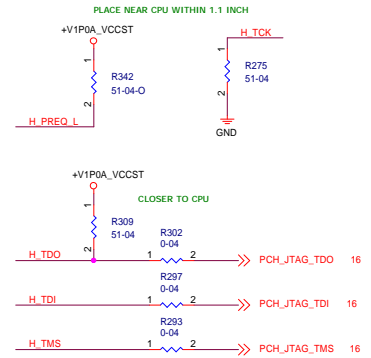 PLACE NEAR CPU WITHIN 1.1 INCH
+V1P0A_VCCST
H_TCK
1
R342
51-04-O
2
H_PREQ_L
1
R275
51-04
2
GND
+V1P0A_VCCST
CLOSER TO CPU
1
R309
51-04
2
R302
0-04
H_TDO 1 2 PCH_JTAG_TDO 16
R297
0-04
H_TDI 1 2 PCH_JTAG_TDI 16
R293
0-04
H_TMS 1 2 PCH_JTAG_TMS 16